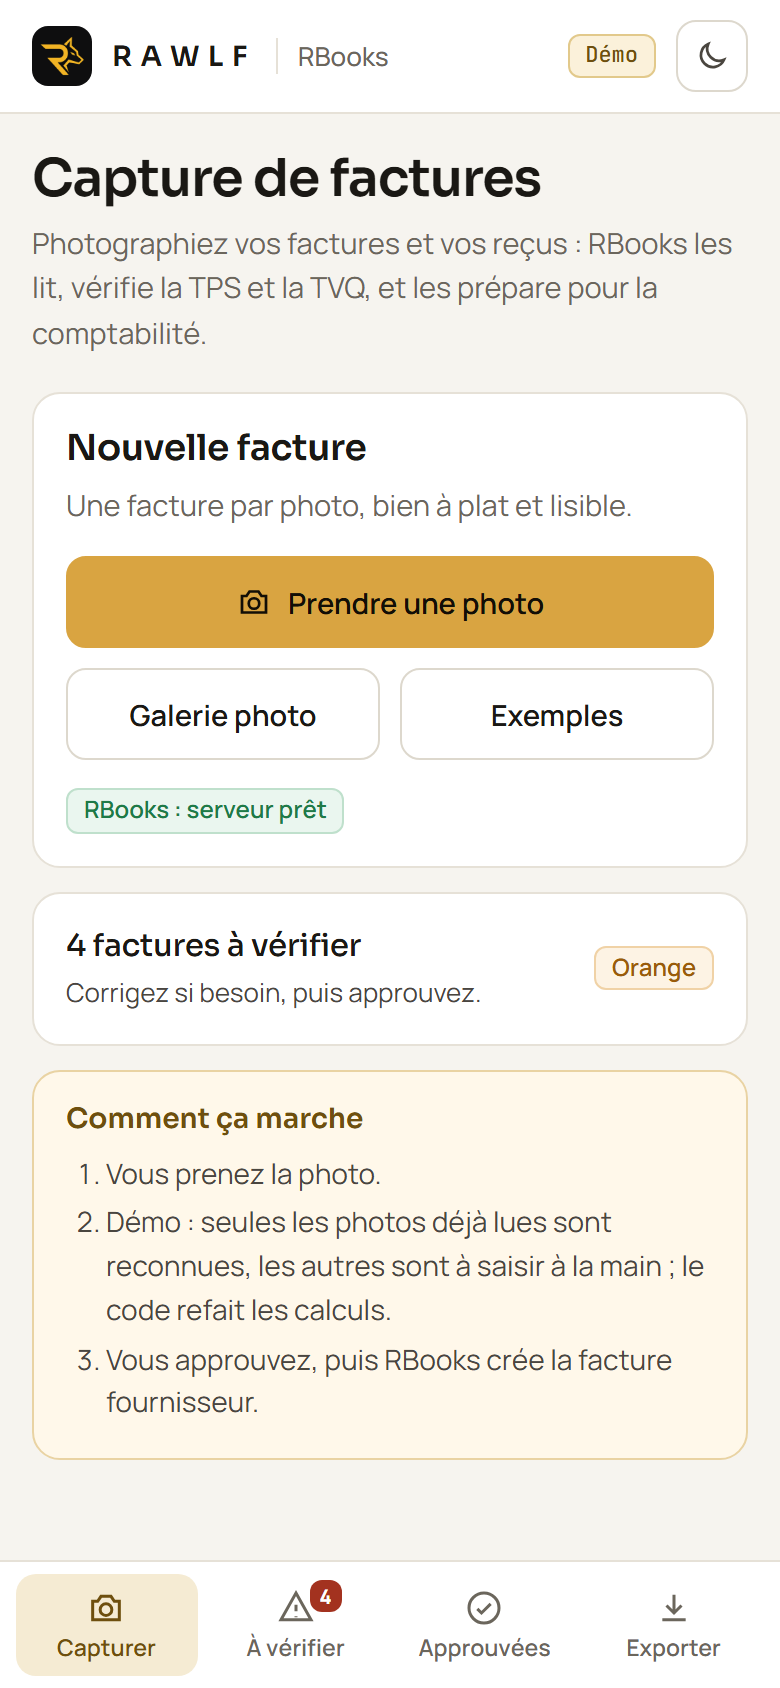 RAWLF
RBooks
Démo
Capture de factures
Photographiez vos factures et vos reçus : RBooks les
lit, vérifie la TPS et la TVQ, et les prépare pour la
comptabilité.
Nouvelle facture
Une facture par photo, bien à plat et lisible.
Prendre une photo
Galerie photo
Exemples
RBooks : serveur prêt
4 factures à vérifier
Corrigez si besoin, puis approuvez.
Orange
Comment ça marche
1. Vous prenez la photo.
2. Démo : seules les photos déjà lues sont
reconnues, les autres sont à saisir à la main ; le
code refait les calculs.
3. Vous approuvez, puis RBooks crée la facture
fournisseur.
4
Capturer
À vérifier
Approuvées
Exporter